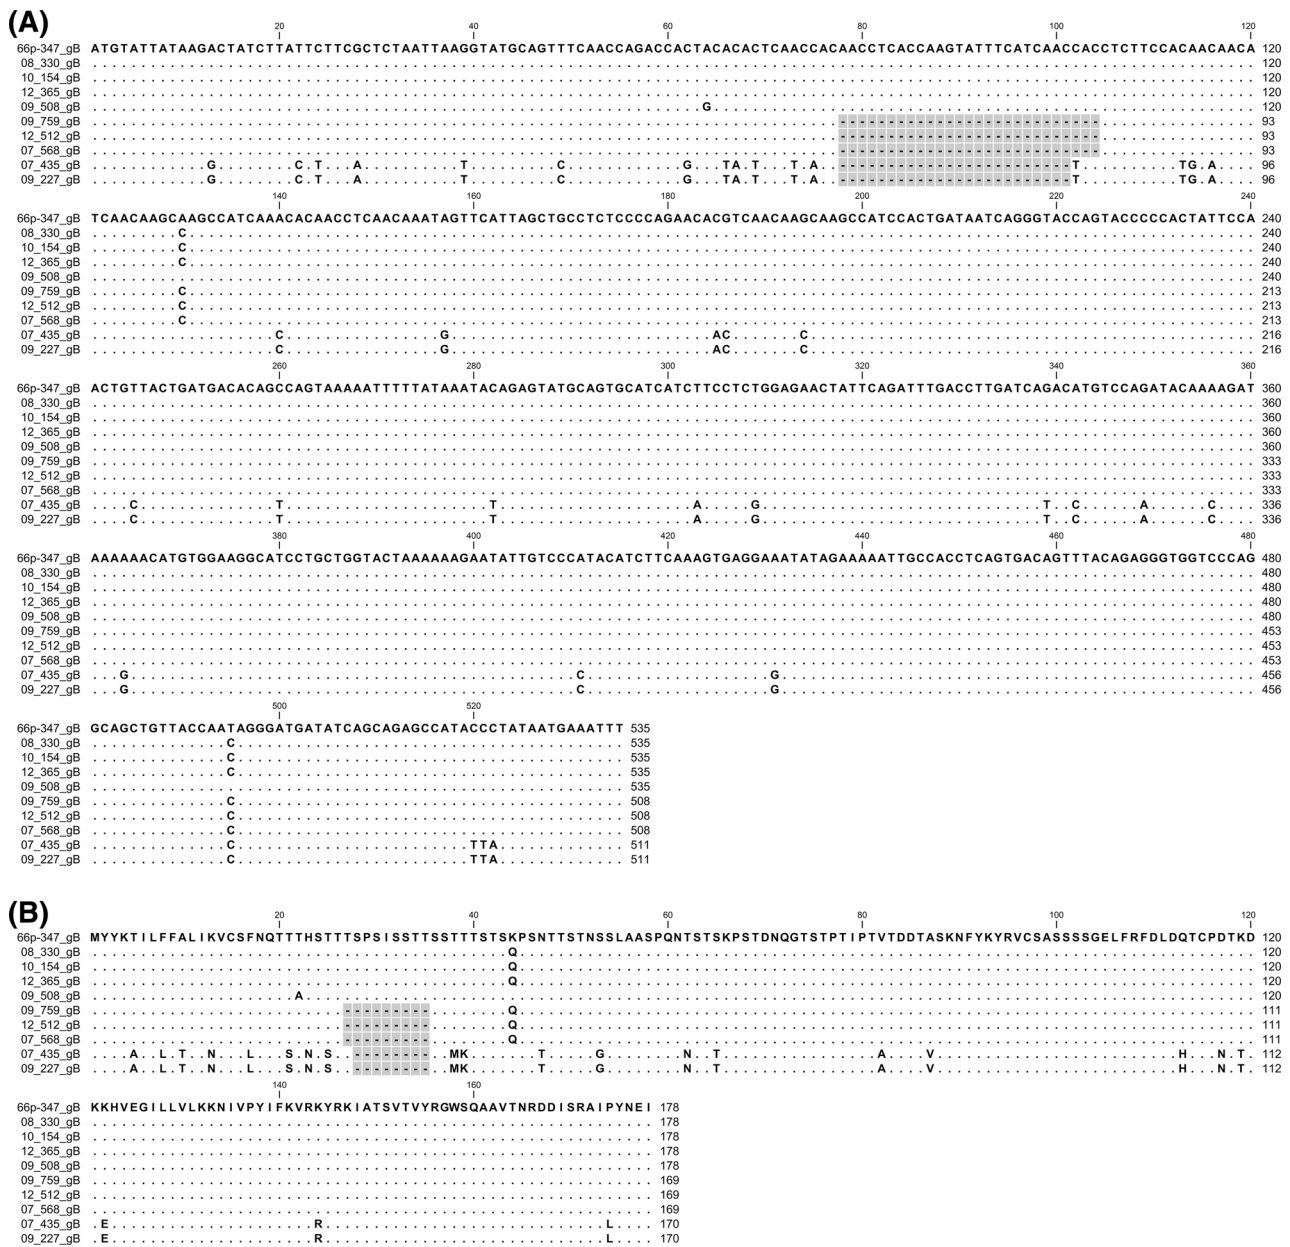 (A)
20 40 60 80 100 120
66p-347_gB ATGTATTATAAGACTATCTTATTCTTCGCTCTAATTAAGGTATGCAGTTTCAACCAGACCACTACACACTCAACCACAACCTCACCAAGTATTTCATCAACCACCTCTTCCACAACAACA 120
08_330_gB 120
10_154_gB 120
12_365_gB 120
09_508_gB G 120
09_759_gB --------------------------- 93
12_512_gB --------------------------- 93
07_568_gB --------------------------- 93
07_435_gB G C T A T C G TA T T A ------------------------ T TG A 96
09_227_gB G C T A T C G TA T T A ------------------------ T TG A 96
140 160 180 200 220 240
66p-347_gB TCAACAAGCAAGCCATCAAACACAACCTCAACAAATAGTTCATTAGCTGCCTCTCCCCAGAACACGTCAACAAGCAAGCCATCCACTGATAATCAGGGTACCAGTACCCCCACTATTCCA 240
08_330_gB C 240
10_154_gB C 240
12_365_gB C 240
09_508_gB 240
09_759_gB C 213
12_512_gB C 213
07_568_gB C 213
07_435_gB C G AC C 216
09_227_gB C G AC C 216
260 280 300 320 340 360
66p-347_gB ACTGTTACTGATGACACAGCCAGTAAAAATTTTTATAAATACAGAGTATGCAGTGCATCATCTTCCTCTGGAGAACTATTCAGATTTGACCTTGATCAGACATGTCCAGATACAAAAGAT 360
08_330_gB 360
10_154_gB 360
12_365_gB 360
09_508_gB 360
09_759_gB 333
12_512_gB 333
07_568_gB 333
07_435_gB C T T A G T C A C 336
09_227_gB C T T A G T C A C 336
380 400 420 440 460 480
66p-347_gB AAAAAACATGTGGAAGGCATCCTGCTGGTACTAAAAAAGAATATTGTCCCATACATCTTCAAAGTGAGGAAATATAGAAAAATTGCCACCTCAGTGACAGTTTACAGAGGGTGGTCCCAG 480
08_330_gB 480
10_154_gB 480
12_365_gB 480
09_508_gB 480
09_759_gB 453
12_512_gB 453
07_568_gB 453
07_435_gB G C G 456
09_227_gB G C G 456
500 520
66p-347_gB GCAGCTGTTACCAATAGGGATGATATCAGCAGAGCCATACCCTATAATGAAATTT 535
08_330_gB C 535
10_154_gB C 535
12_365_gB C 535
09_508_gB 535
09_759_gB C 508
12_512_gB C 508
07_568_gB C 508
07_435_gB C TTA 511
09_227_gB C TTA 511
(B)
20 40 60 80 100 120
66p-347_gB MYYKTILFFALIKVCSFNQTTTHSTTTSPSISSTTSSTTTSTSKPSNTTSTNSSLAASPQNTSTSKPSTDNQGTSTPTIPTVTDDTASKNFYKYRVCSASSSSGELFRFDLDQTCPDTKD 120
08_330_gB Q 120
10_154_gB Q 120
12_365_gB Q 120
09_508_gB A 120
09_759_gB --------- Q 111
12_512_gB --------- Q 111
07_568_gB --------- Q 111
07_435_gB A L T N L S N S -------- MK T G N T A V H N T 112
09_227_gB A L T N L S N S -------- MK T G N T A V H N T 112
140 160
66p-347_gB KKHVEGILLVLKKNIVPYIFKVRKYRKIATSVTVYRGWSQAAVTNRDDISRAIPYNEI 178
08_330_gB 178
10_154_gB 178
12_365_gB 178
09_508_gB 178
09_759_gB 169
12_512_gB 169
07_568_gB 169
07_435_gB E R L 170
09_227_gB E R L 170